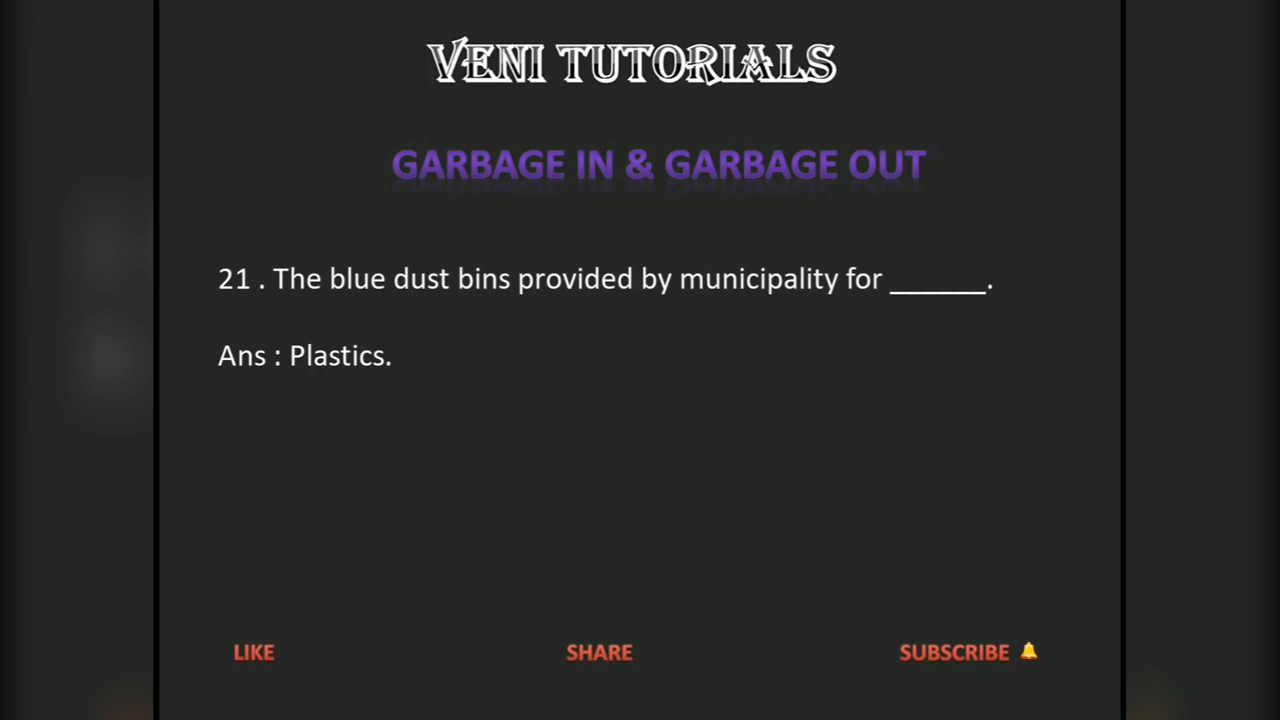 VENI TUTORIALS
GARBAGE IN & GARBAGE OUT
21 . The blue dust bins provided by municipality for ______.
Ans : Plastics.
LIKE SHARE SUBSCRIBE